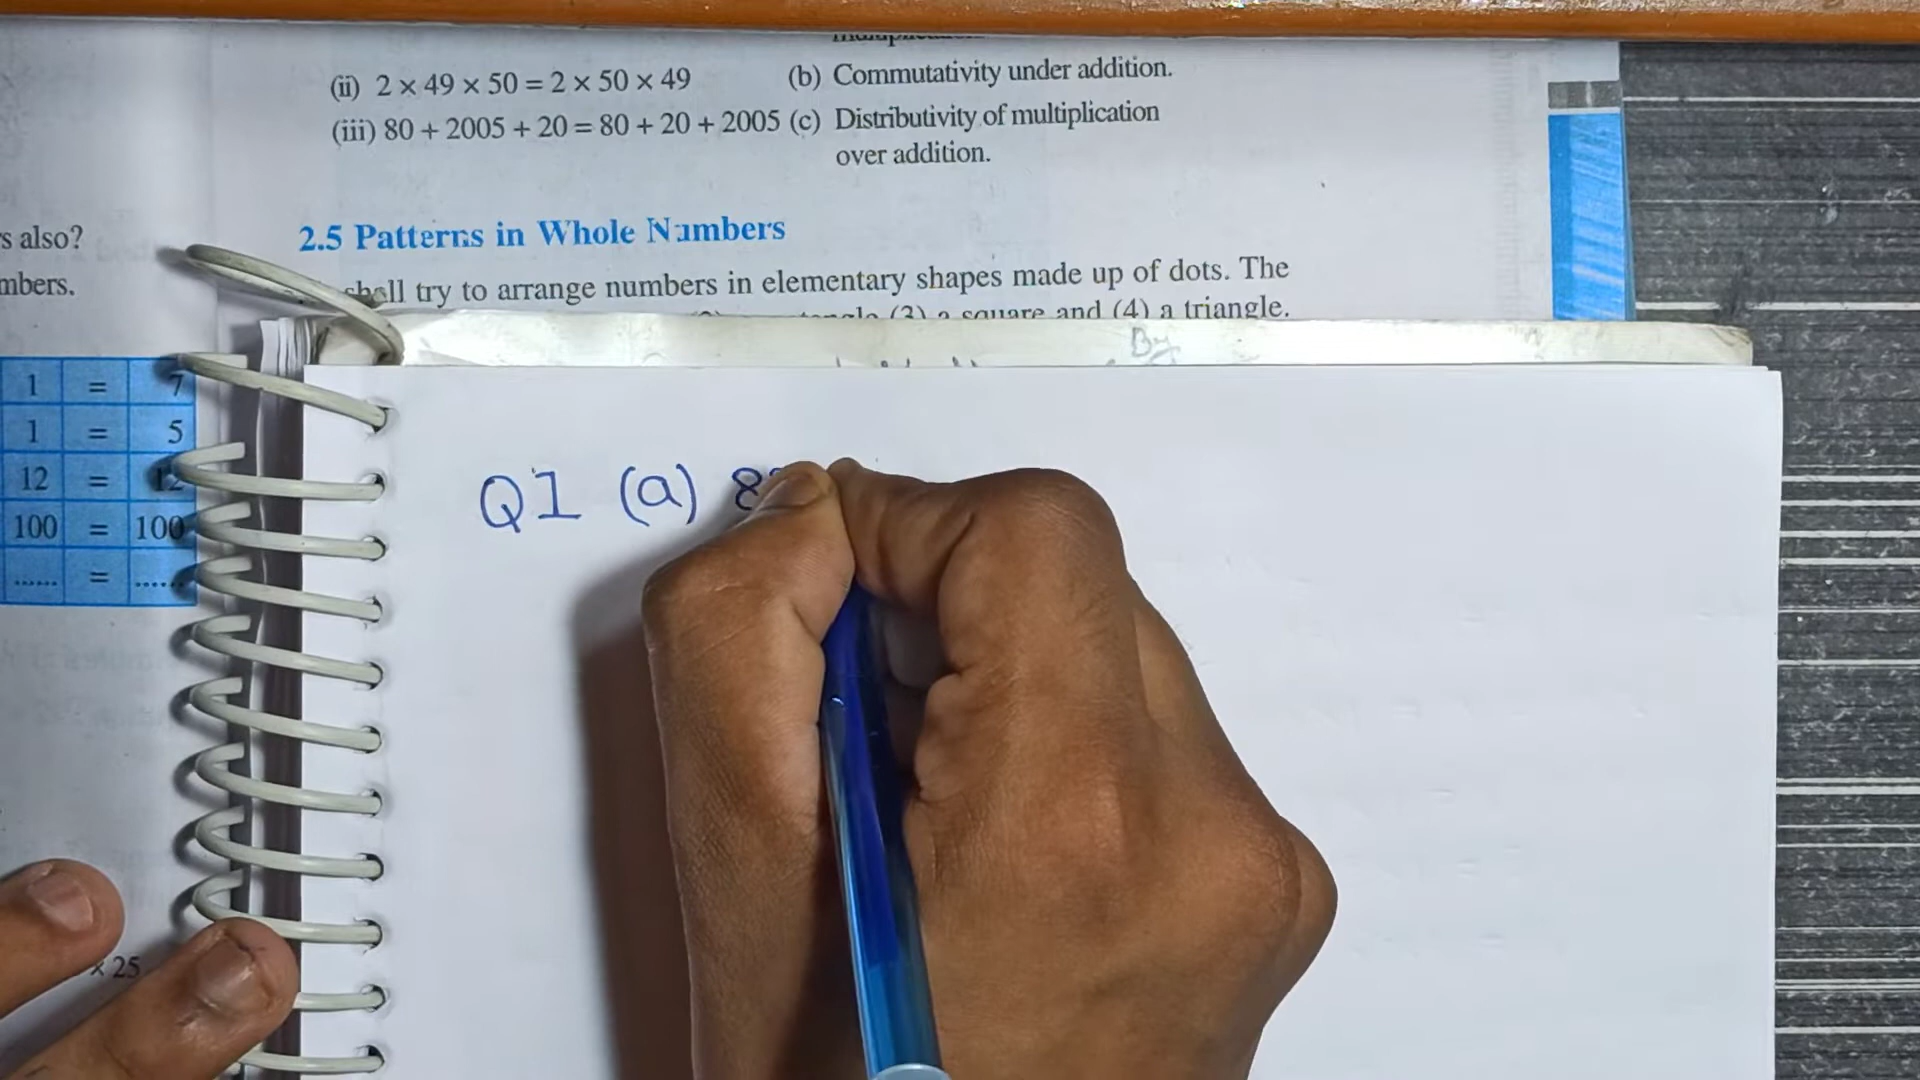 (ii) 2 × 49 × 50 = 2 × 50 × 49 (b) Commutativity under addition.
(iii) 80 + 2005 + 20 = 80 + 20 + 2005 (c) Distributivity of multiplication
over addition.
s also?
mbers.
2.5 Patterns in Whole Numbers
shall try to arrange numbers in elementary shapes made up of dots. The
(3) a square and (4) a triangle.
By
1 = 7
1 = 5
12 = 12
100 = 100
...... = ......
Q1 (a) 8
× 25